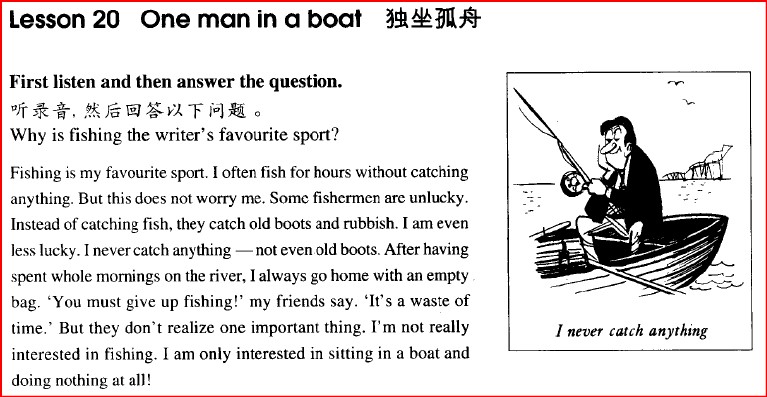 Lesson 20 One man in a boat 独坐孤舟
First listen and then answer the question.
听录音，然后回答以下问题。
Why is fishing the writer's favourite sport?
Fishing is my favourite sport. I often fish for hours without catching
anything. But this does not worry me. Some fishermen are unlucky.
Instead of catching fish, they catch old boots and rubbish. I am even
less lucky. I never catch anything — not even old boots. After having
spent whole mornings on the river, I always go home with an empty
bag. 'You must give up fishing!' my friends say. 'It's a waste of
time.' But they don't realize one important thing. I'm not really
interested in fishing. I am only interested in sitting in a boat and
doing nothing at all!
I never catch anything